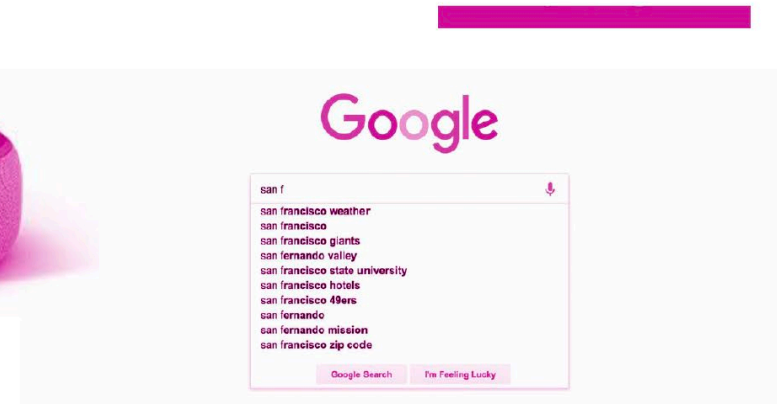 Google
san f
san francisco weather
san francisco
san francisco giants
san fernando valley
san francisco state university
san francisco hotels
san francisco 49ers
san fernando
san fernando mission
san francisco zip code
Google Search I'm Feeling Lucky